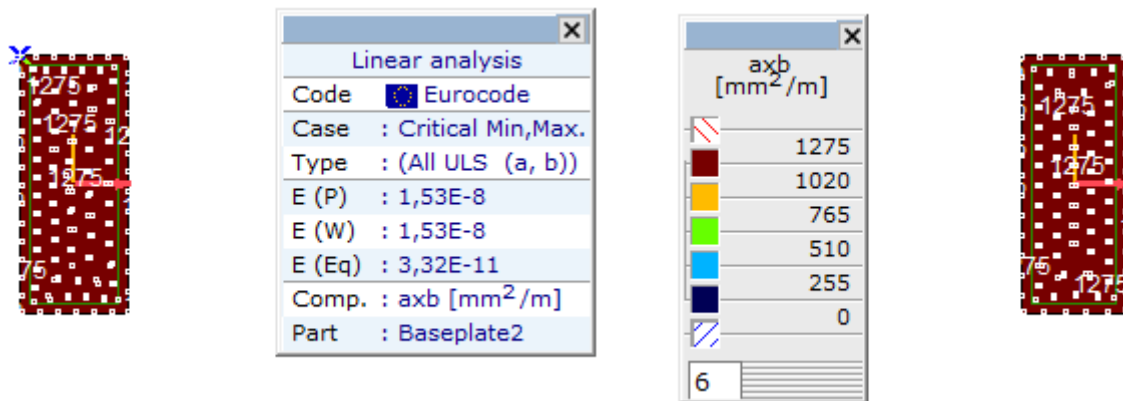 1275
1275
12
1275
75
Linear analysis
Code Eurocode
Case : Critical Min,Max.
Type : (All ULS (a, b))
E (P) : 1,53E-8
E (W) : 1,53E-8
E (Eq) : 3,32E-11
Comp. : axb [mm²/m]
Part : Baseplate2
axb
[mm²/m]
1275
1020
765
510
255
0
6
1275
1275
75
1275